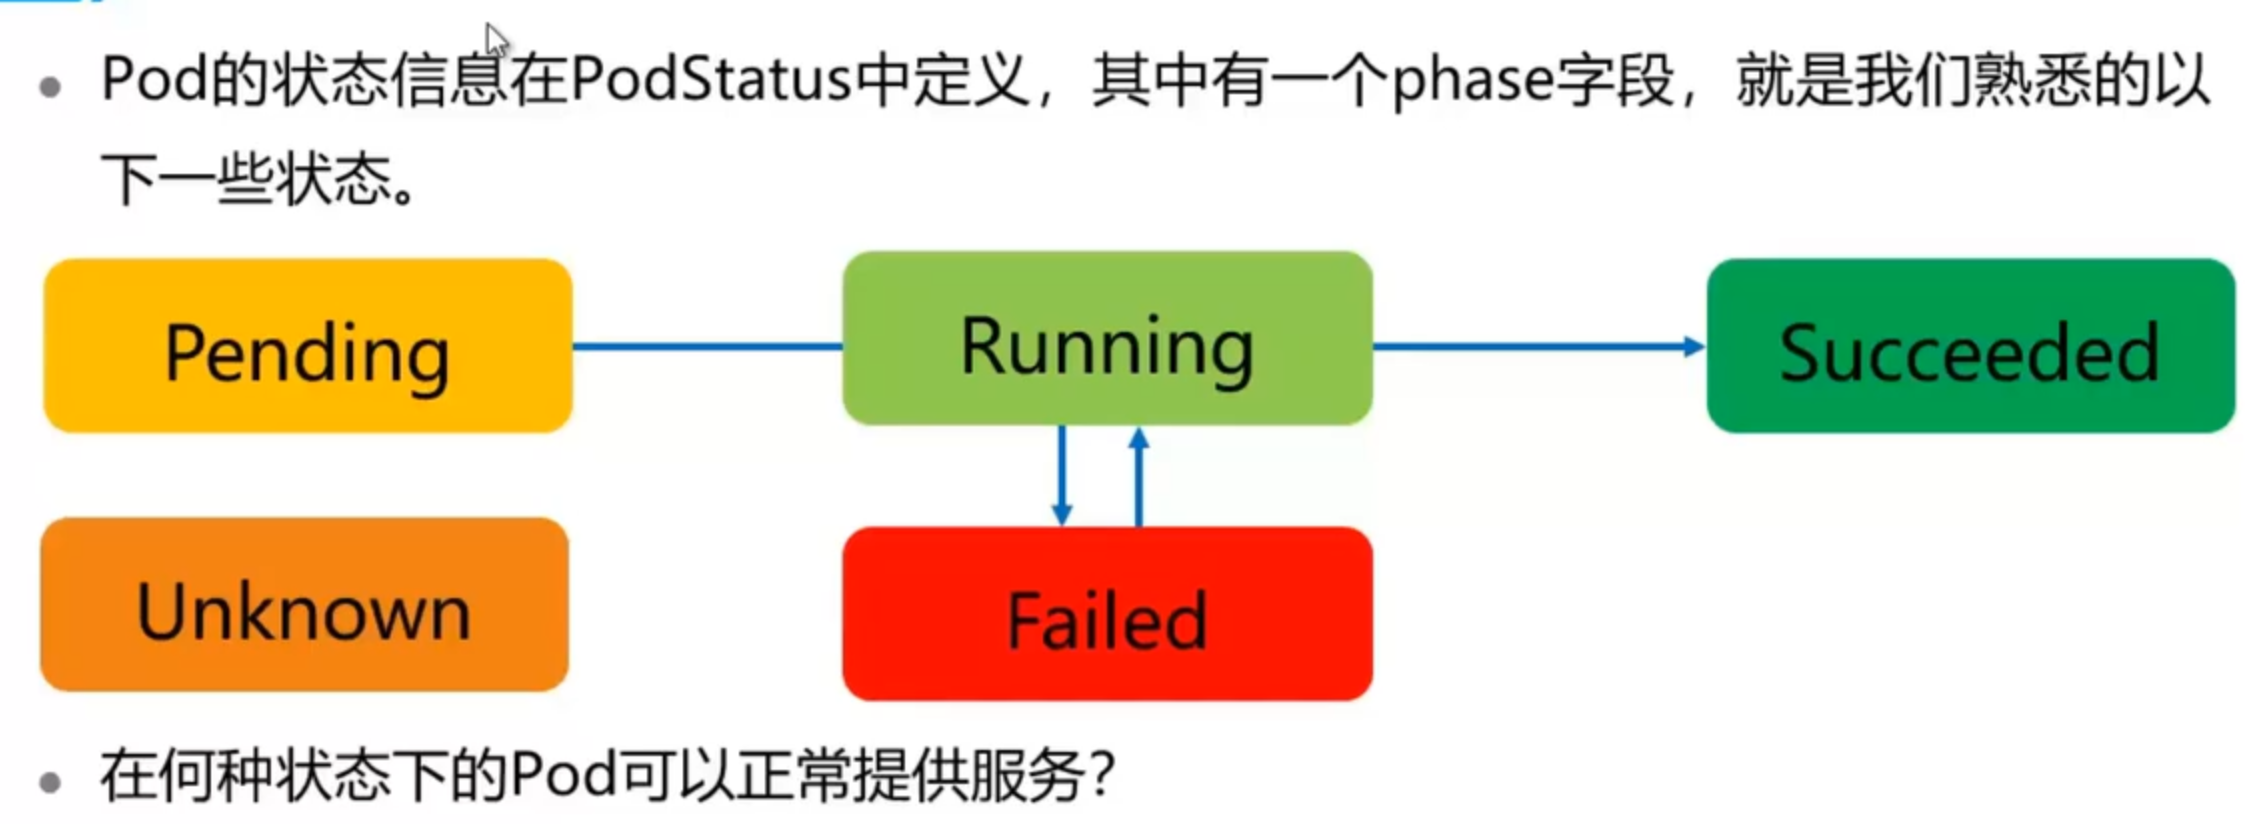 Pod的状态信息在PodStatus中定义，其中有一个phase字段，就是我们熟悉的以
下一些状态。
Pending
Running
Succeeded
Unknown
Failed
在何种状态下的Pod可以正常提供服务？